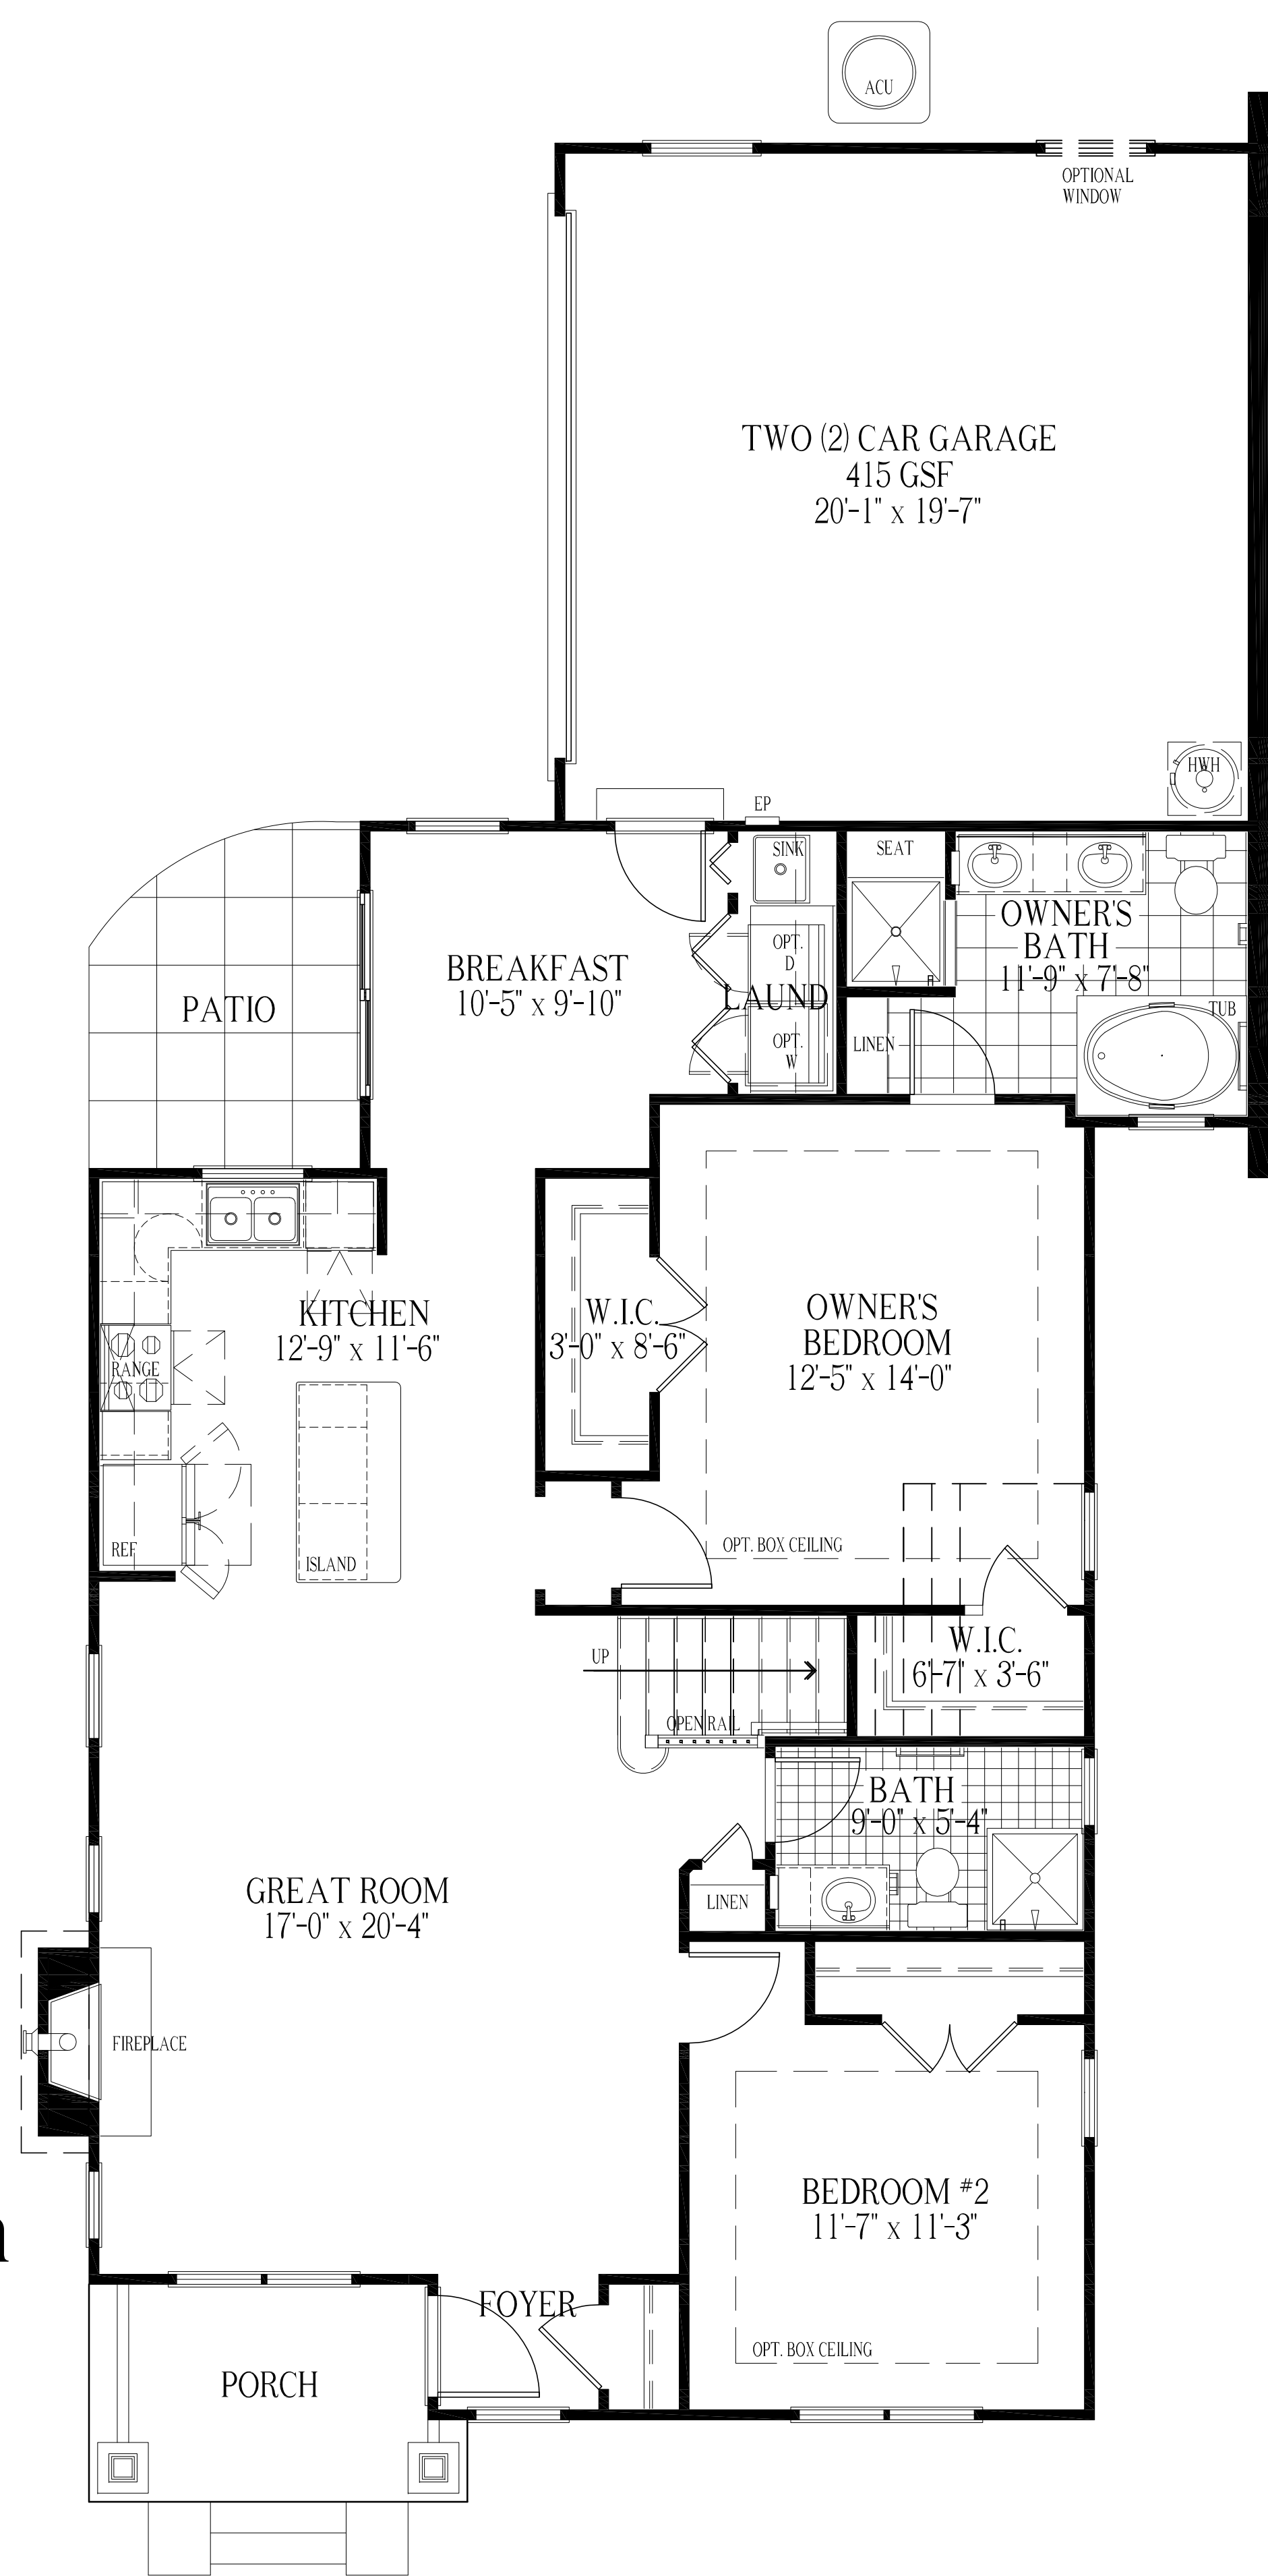 ACU
OPTIONAL
WINDOW
TWO (2) CAR GARAGE
415 GSF
20'-1" x 19'-7"
HWH
EP
SINK
SEAT
OWNER'S
BATH
11'-9" x 7'-8"
BREAKFAST
10'-5" x 9'-10"
OPT.
D
LAUND
OPT.
W
PATIO
LINEN
TUB
KITCHEN
12'-9" x 11'-6"
RANGE
W.I.C.
3'-0" x 8'-6"
OWNER'S
BEDROOM
12'-5" x 14'-0"
REF
ISLAND
OPT. BOX CEILING
UP
W.I.C.
6'-7" x 3'-6"
OPEN RAIL
BATH
9'-0" x 5'-4"
GREAT ROOM
17'-0" x 20'-4"
LINEN
FIREPLACE
BEDROOM #2
11'-7" x 11'-3"
FOYER
OPT. BOX CEILING
PORCH